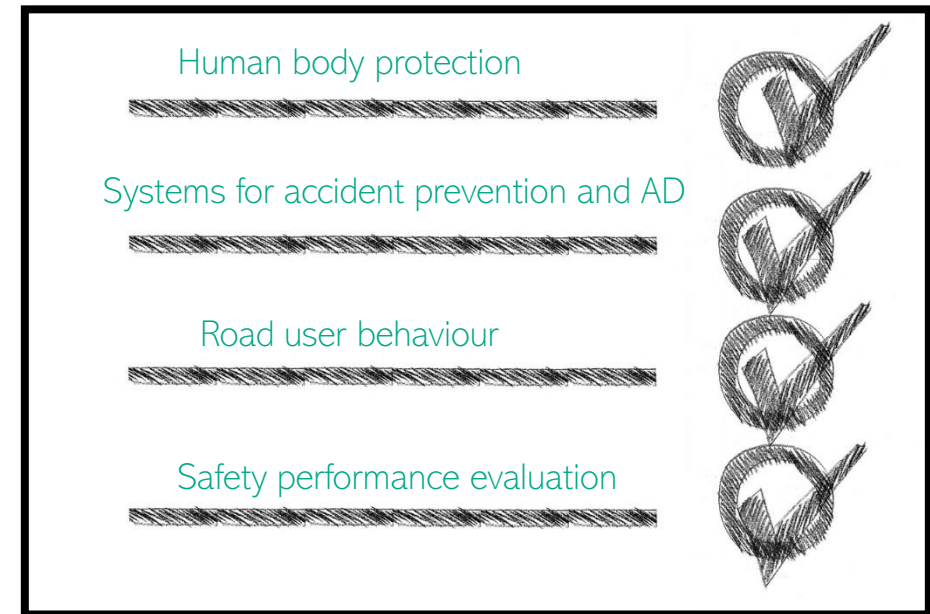 Human body protection
Systems for accident prevention and AD
Road user behaviour
Safety performance evaluation